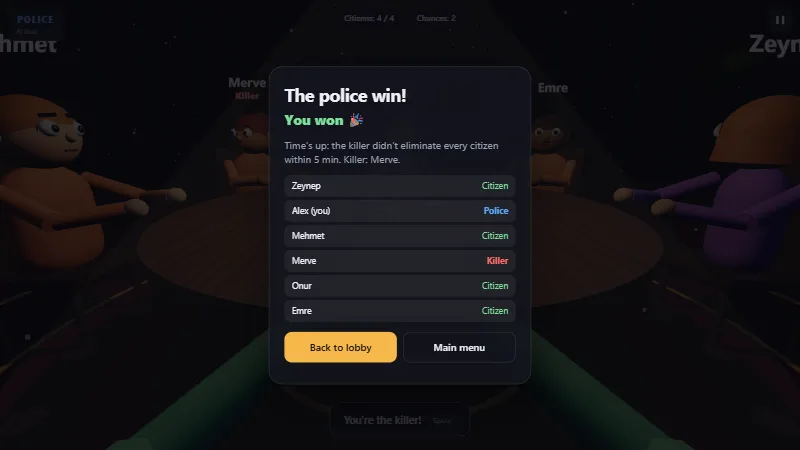 POLICE
Citizens: 4 / 4
Chances: 2
hmet
Zeyn
Merve
Killer
Emre
The police win!
You won 🎉
Time's up: the killer didn't eliminate every citizen
within 5 min. Killer: Merve.
Zeynep Citizen
Alex (you) Police
Mehmet Citizen
Merve Killer
Onur Citizen
Emre Citizen
Back to lobby
Main menu
You're the killer!